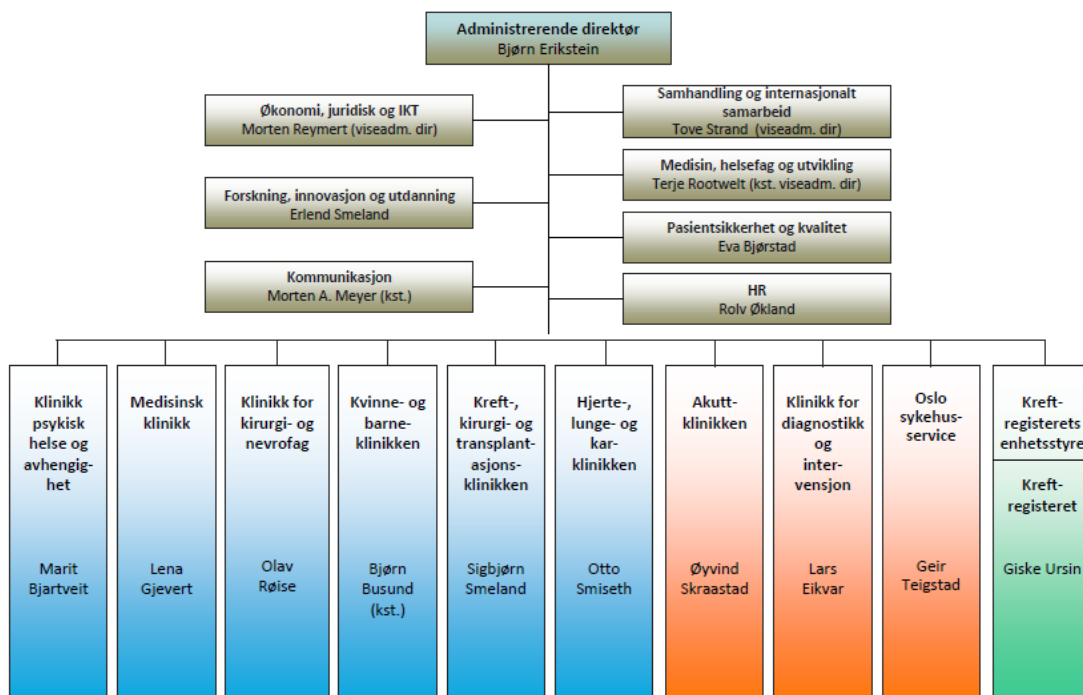 Administrerende direktør
Bjørn Erikstein
Økonomi, juridisk og IKT
Morten Reymert (viseadm. dir)
Samhandling og internasjonalt
samarbeid
Tove Strand (viseadm. dir)
Medisin, helsefag og utvikling
Terje Rootwelt (kst. viseadm. dir)
Forskning, innovasjon og utdanning
Erlend Smeland
Pasientsikkerhet og kvalitet
Eva Bjørstad
Kommunikasjon
Morten A. Meyer (kst.)
HR
Rolv Økland
Klinikk
psykisk
helse og
avhengig-
het
Marit
Bjartveit
Medisinsk
klinikk
Lena
Gjevert
Klinikk for
kirurgi- og
nevrofag
Olav
Røise
Kvinne- og
barne-
klinikken
Bjørn
Busund
(kst.)
Kreft-,
kirurgi- og
transplant-
asjons-
klinikken
Sigbjørn
Smeland
Hjerte-,
lunge- og
kar-
klinikken
Otto
Smiseth
Akutt-
klinikken
Øyvind
Skraastad
Klinikk for
diagnostikk
og
inter-
vensjon
Lars
Eikvar
Oslo
sykehus-
service
Geir
Teigstad
Kreft-
registerets
enhetsstyre
Kreft-
registeret
Giske Ursin